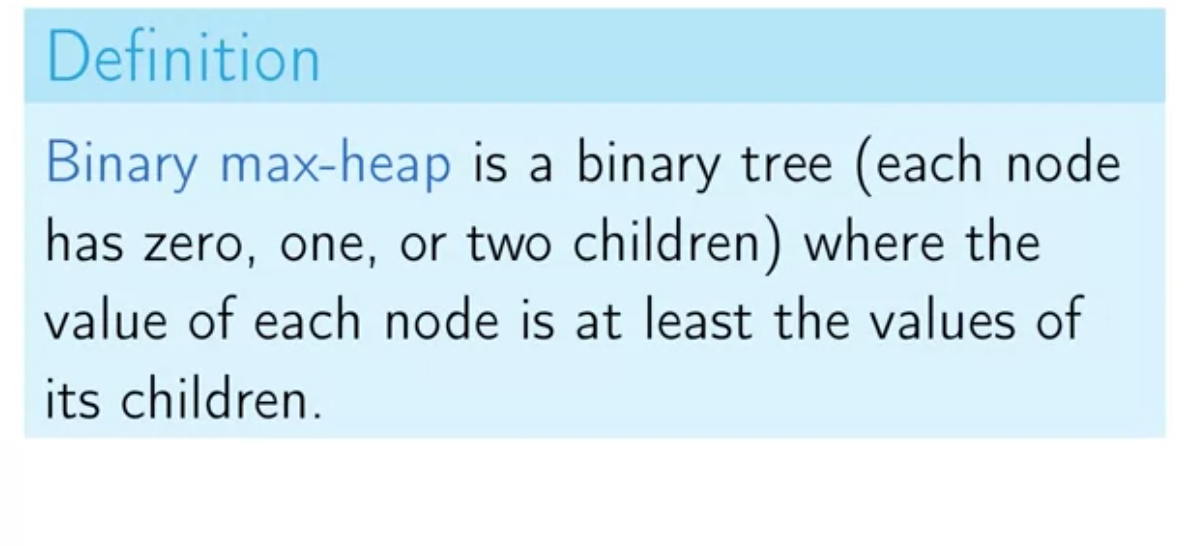 Definition
Binary max-heap is a binary tree (each node
has zero, one, or two children) where the
value of each node is at least the values of
its children.